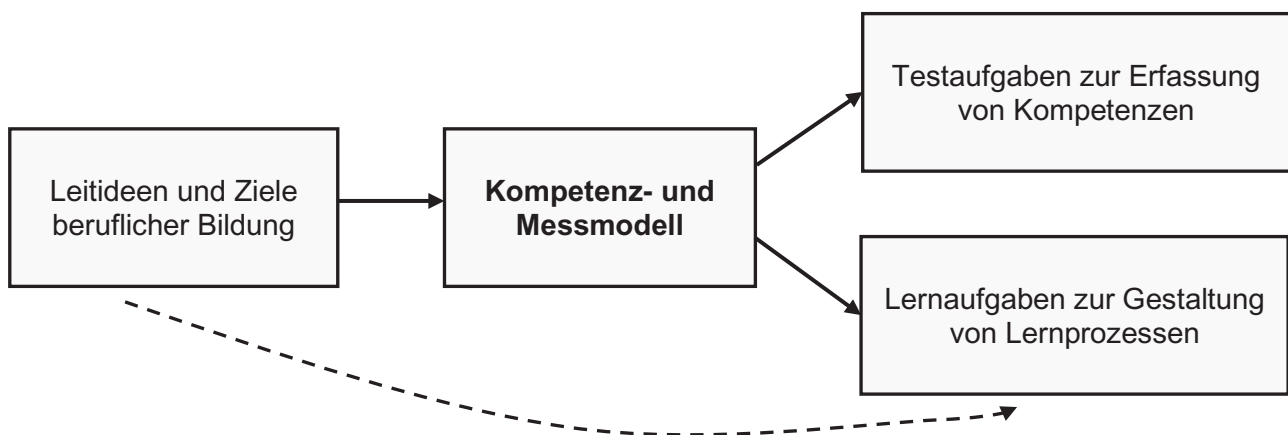 Leitideen und Ziele
beruflicher Bildung
Kompetenz- und
Messmodell
Testaufgaben zur Erfassung
von Kompetenzen
Lernaufgaben zur Gestaltung
von Lernprozessen